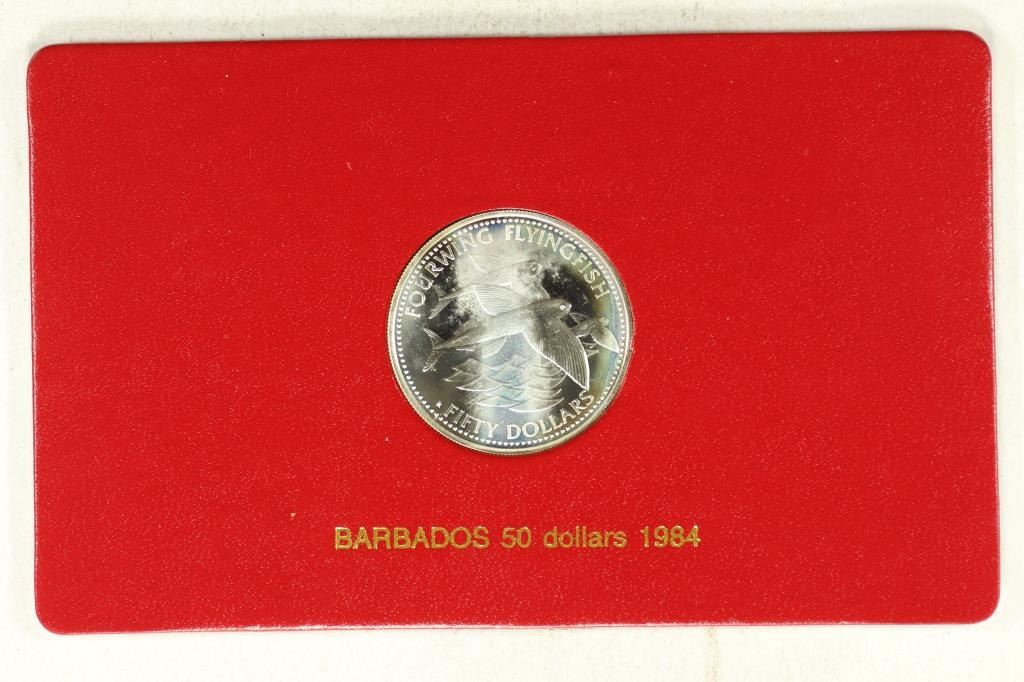 FOURWING FLYINGFISH
FIFTY DOLLARS
BARBADOS 50 dollars 1984